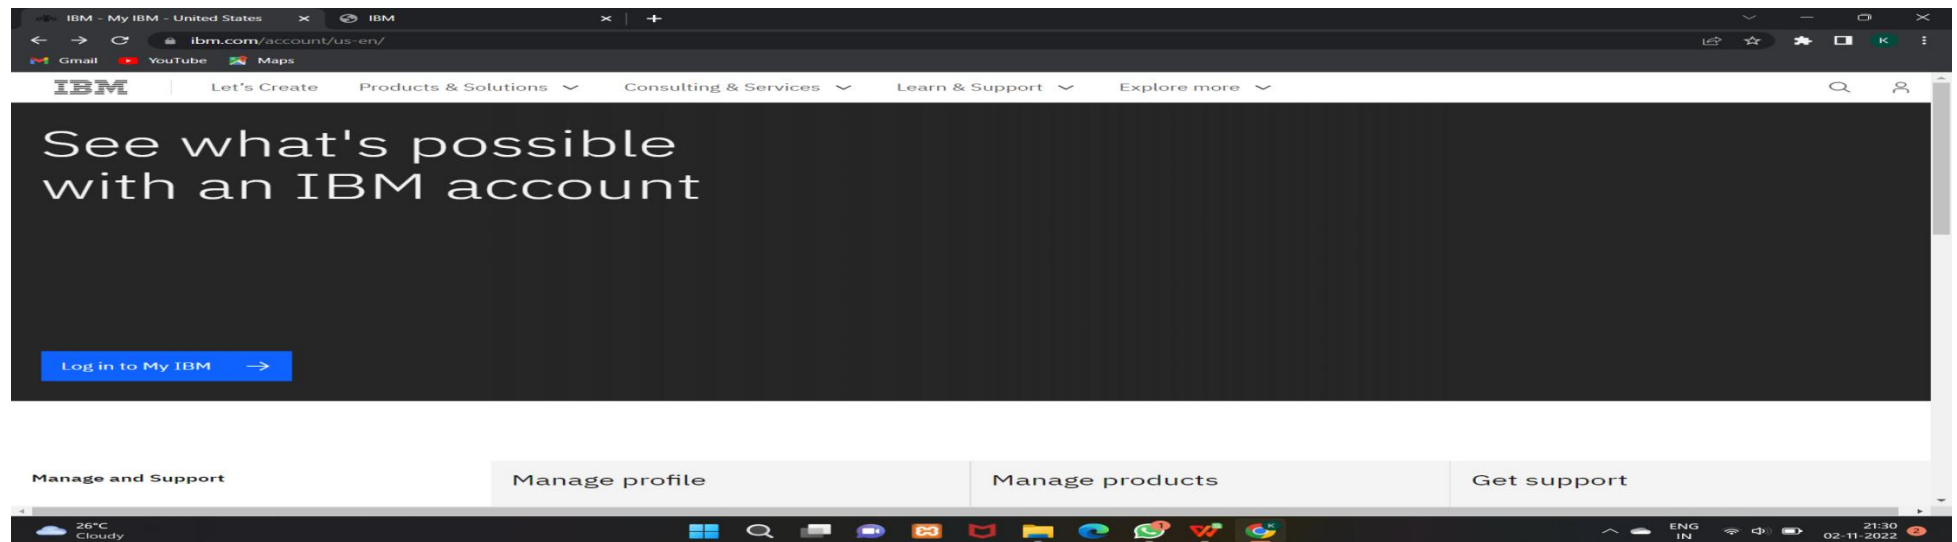 IBM - My IBM - United States
IBM
ibm.com/account/us-en/
K
Gmail YouTube Maps
IBM Let's Create Products & Solutions Consulting & Services Learn & Support Explore more
See what's possible
with an IBM account
Log in to My IBM
Manage and Support Manage profile Manage products Get support
26°C
Cloudy
K
ENG
IN
21:30
02-11-2022
2